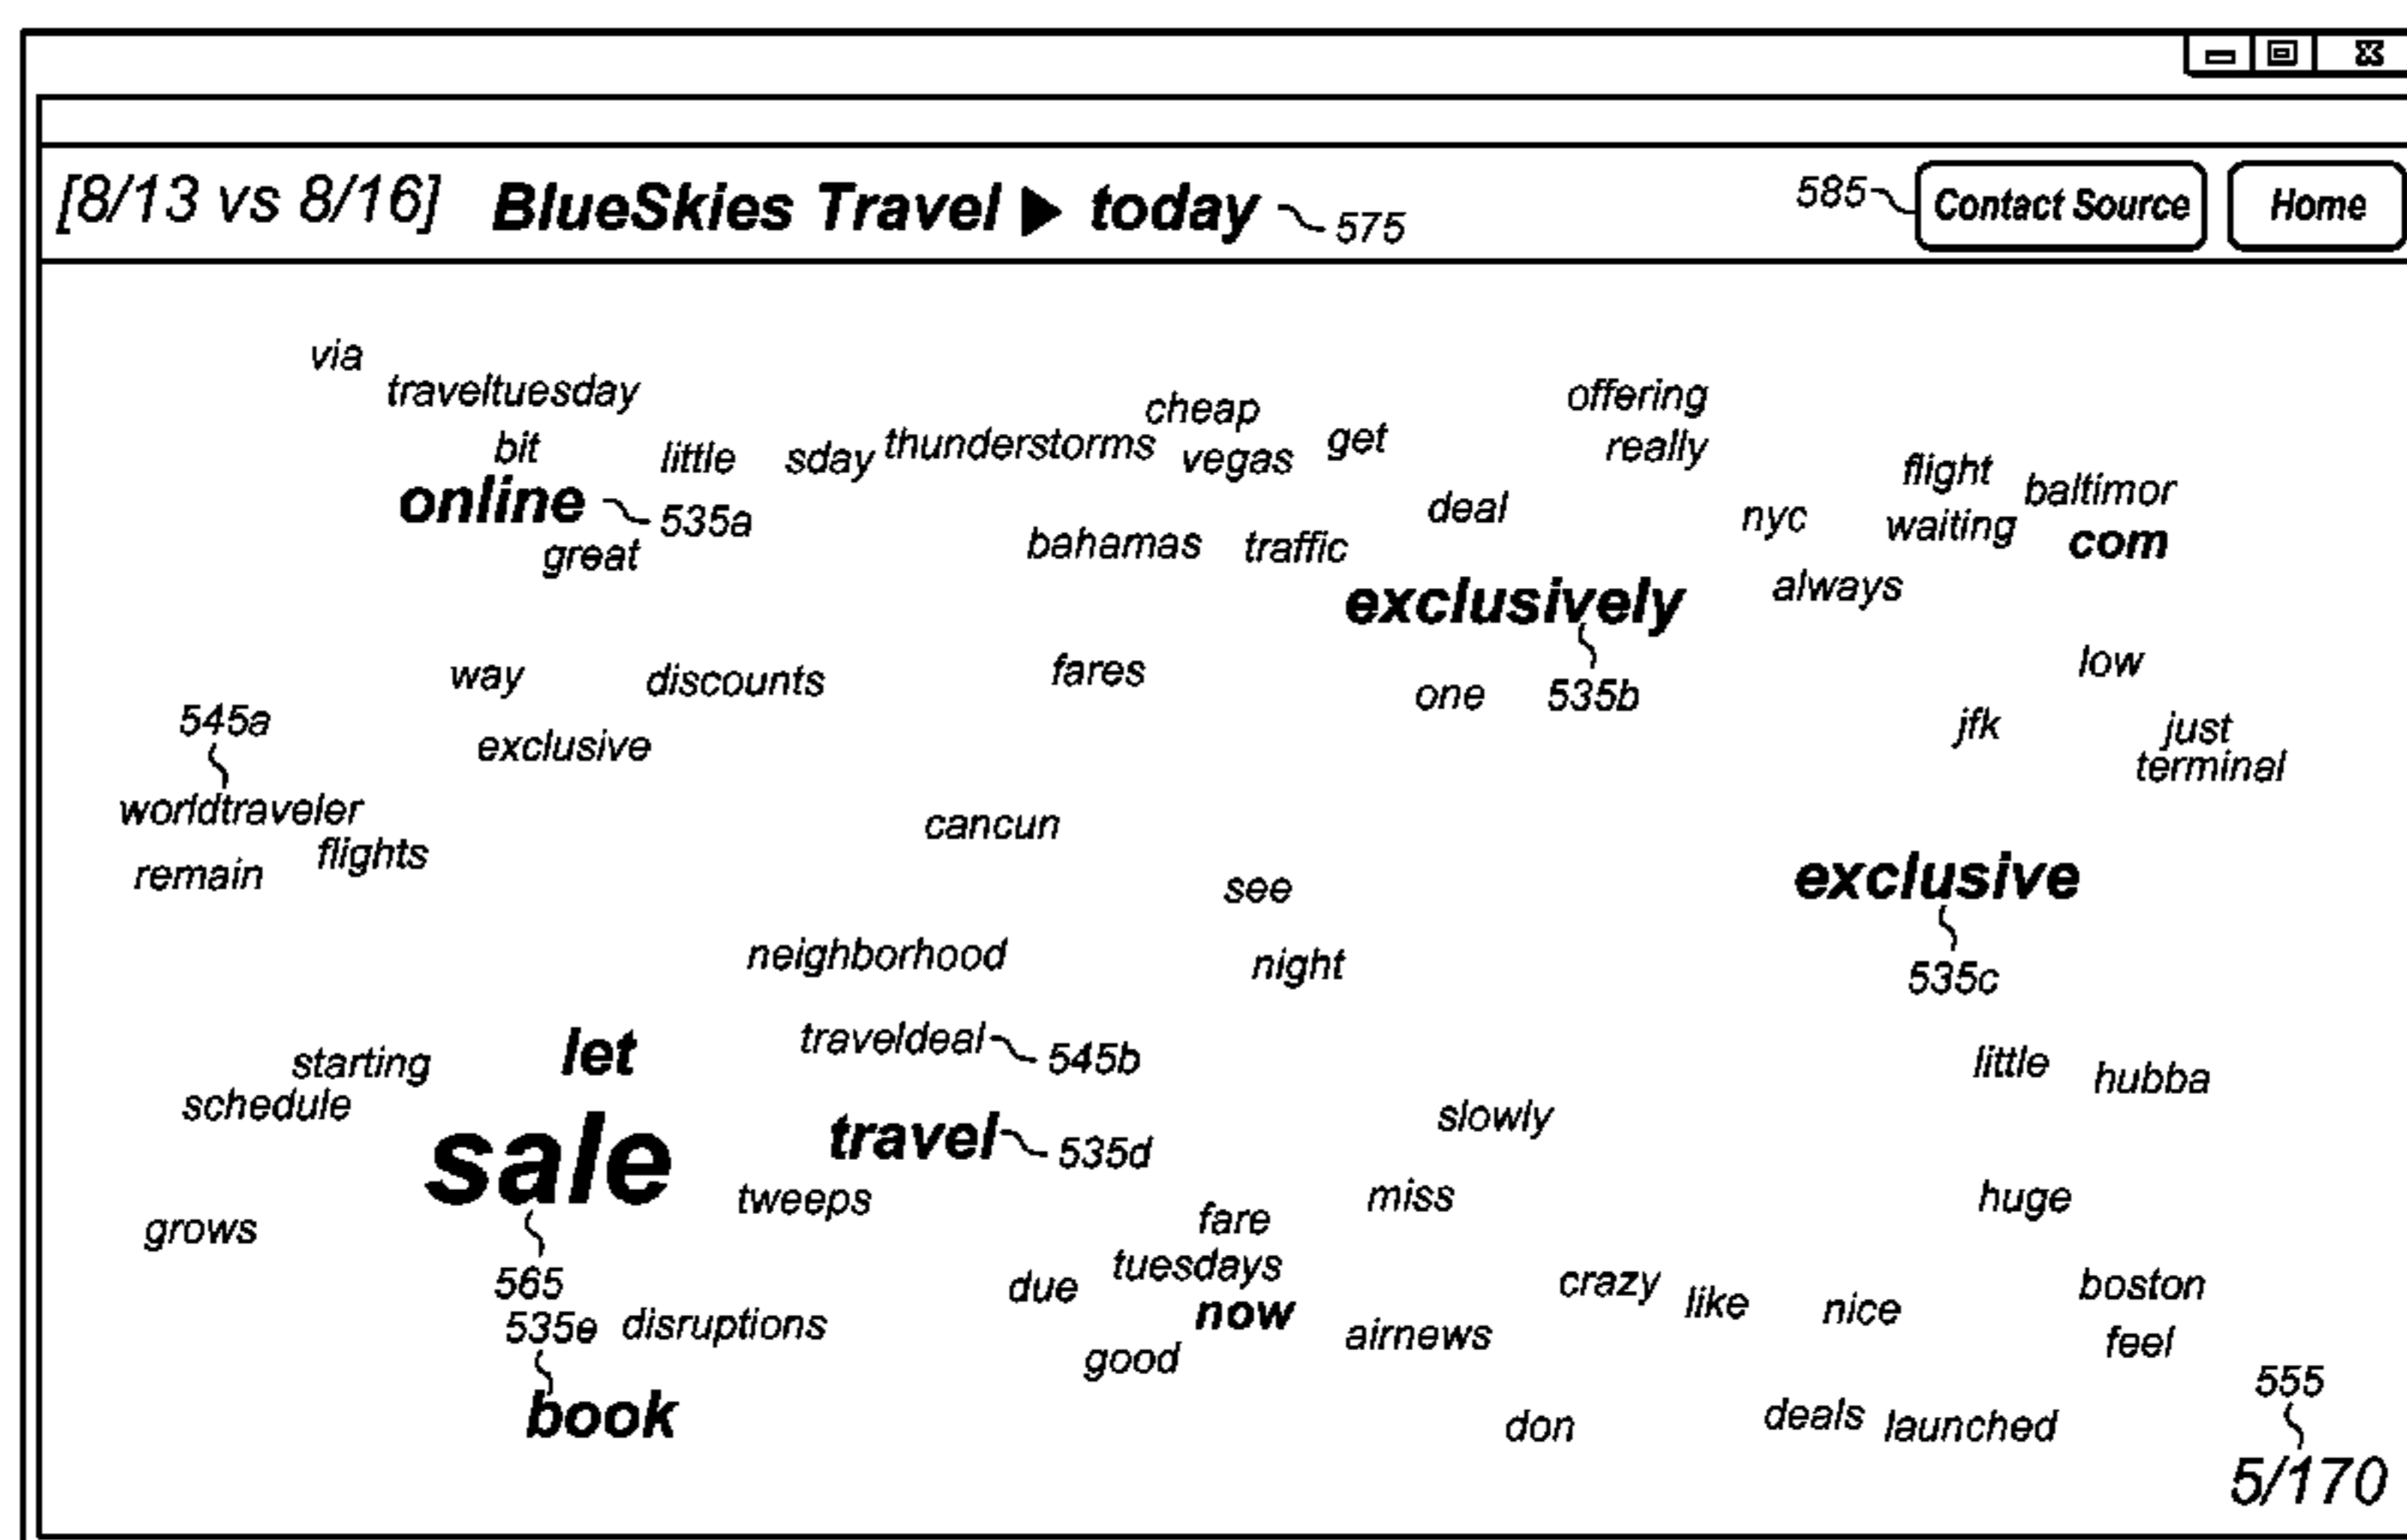 [8/13 vs 8/16] BlueSkies Travel ▶ today 575 585 Contact Source Home
via
traveltuesday
cheap
offering
bit
little
sday
thunderstorms
vegas
get
really
flight
baltimor
online
535a
great
bahamas
traffic
deal
nyc
waiting
com
exclusively
always
way
discounts
fares
one
535b
low
545a
exclusive
jfk
just
terminal
worldtraveler
flights
remain
cancun
see
exclusive
535c
neighborhood
night
starting
let
traveldeal
545b
little
hubba
schedule
sale
travel
535d
slowly
tweeps
miss
huge
grows
fare
tuesdays
565
due
crazy
like
nice
boston
535e
disruptions
now
airnews
feel
good
book
555
don
deals
launched
5/170